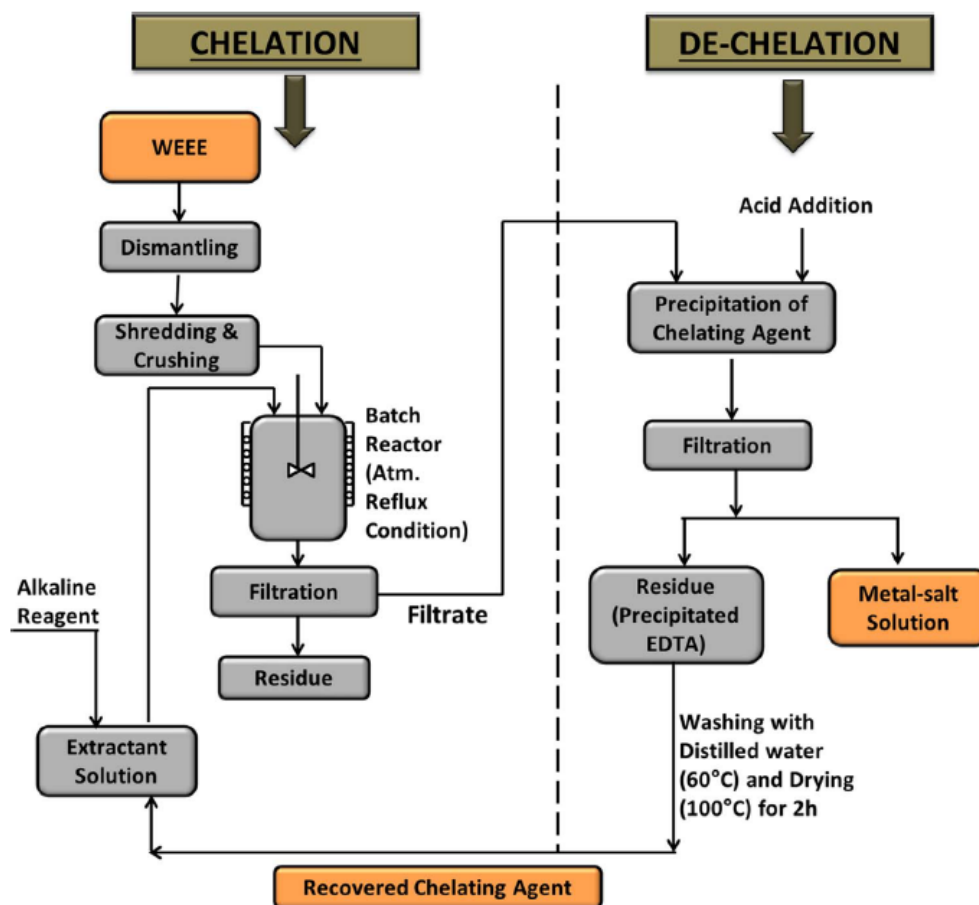 CHELATION
DE-CHELATION
WEEE
Dismantling
Shredding &
Crushing
Batch
Reactor
(Atm.
Reflux
Condition)
Filtration
Filtrate
Residue
Alkaline
Reagent
Extractant
Solution
Acid Addition
Precipitation of
Chelating Agent
Filtration
Residue
(Precipitated
EDTA)
Metal-salt
Solution
Washing with
Distilled water
(60°C) and Drying
(100°C) for 2h
Recovered Chelating Agent